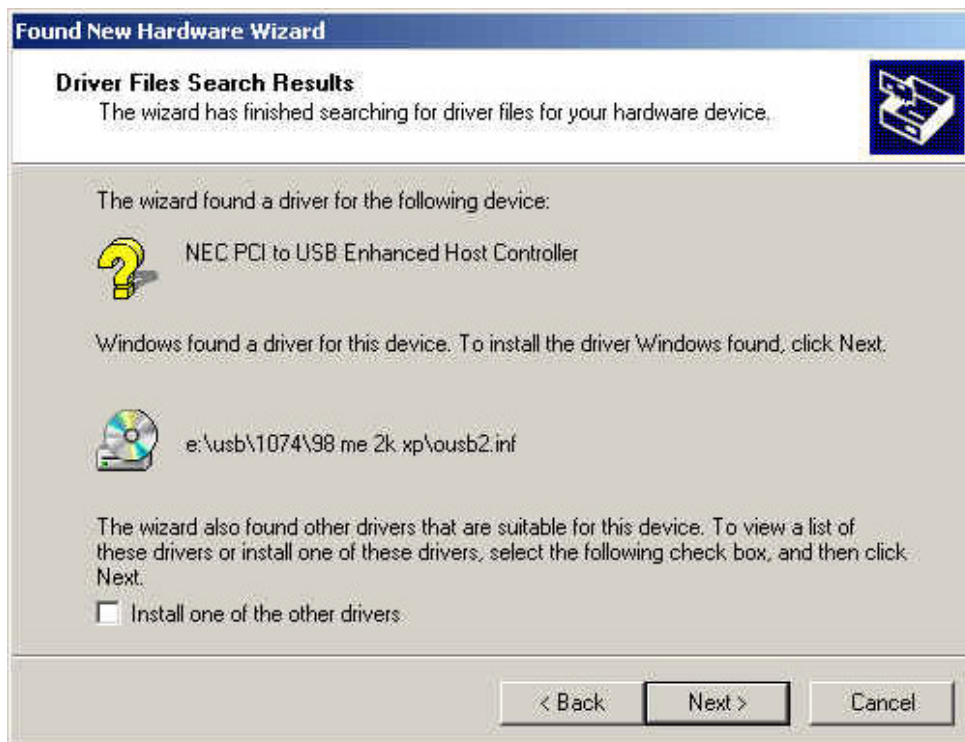 Found New Hardware Wizard
Driver Files Search Results
The wizard has finished searching for driver files for your hardware device.
The wizard found a driver for the following device:
NEC PCI to USB Enhanced Host Controller
Windows found a driver for this device. To install the driver Windows found, click Next.
e:\usb\1074\98 me 2k xp\ousb2.inf
The wizard also found other drivers that are suitable for this device. To view a list of
these drivers or install one of these drivers, select the following check box, and then click
Next.
Install one of the other drivers
< Back Next > Cancel